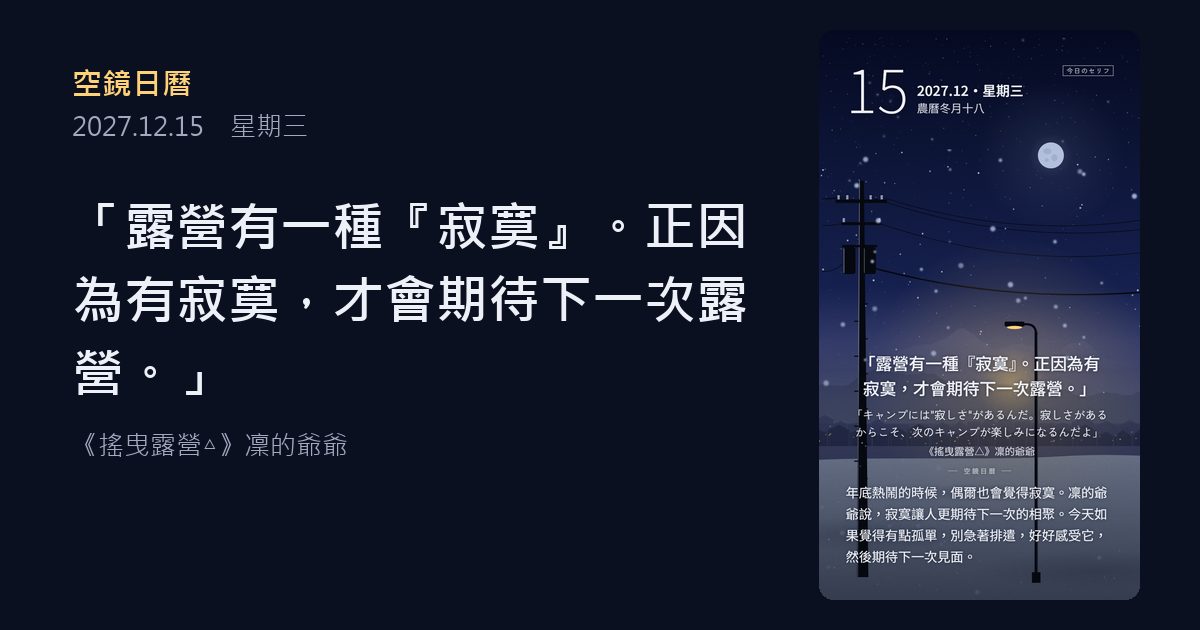 空鏡日曆
2027.12.15 星期三
「露營有一種『寂寞』。正因
為有寂寞，才會期待下一次露
營。」
《搖曳露營△》凜的爺爺
今日のセリフ
15
2027.12・星期三
農曆冬月十八
「露營有一種『寂寞』。正因為有
寂寞，才會期待下一次露營。」
「キャンプには"寂しさ"があるんだ。寂しさがある
からこそ、次のキャンプが楽しみになるんだよ」
《搖曳露營△》凜的爺爺
— 空鏡日曆 —
年底熱鬧的時候，偶爾也會覺得寂寞。凜的爺
爺說，寂寞讓人更期待下一次的相聚。今天如
果覺得有點孤單，別急著排遣，好好感受它，
然後期待下一次見面。